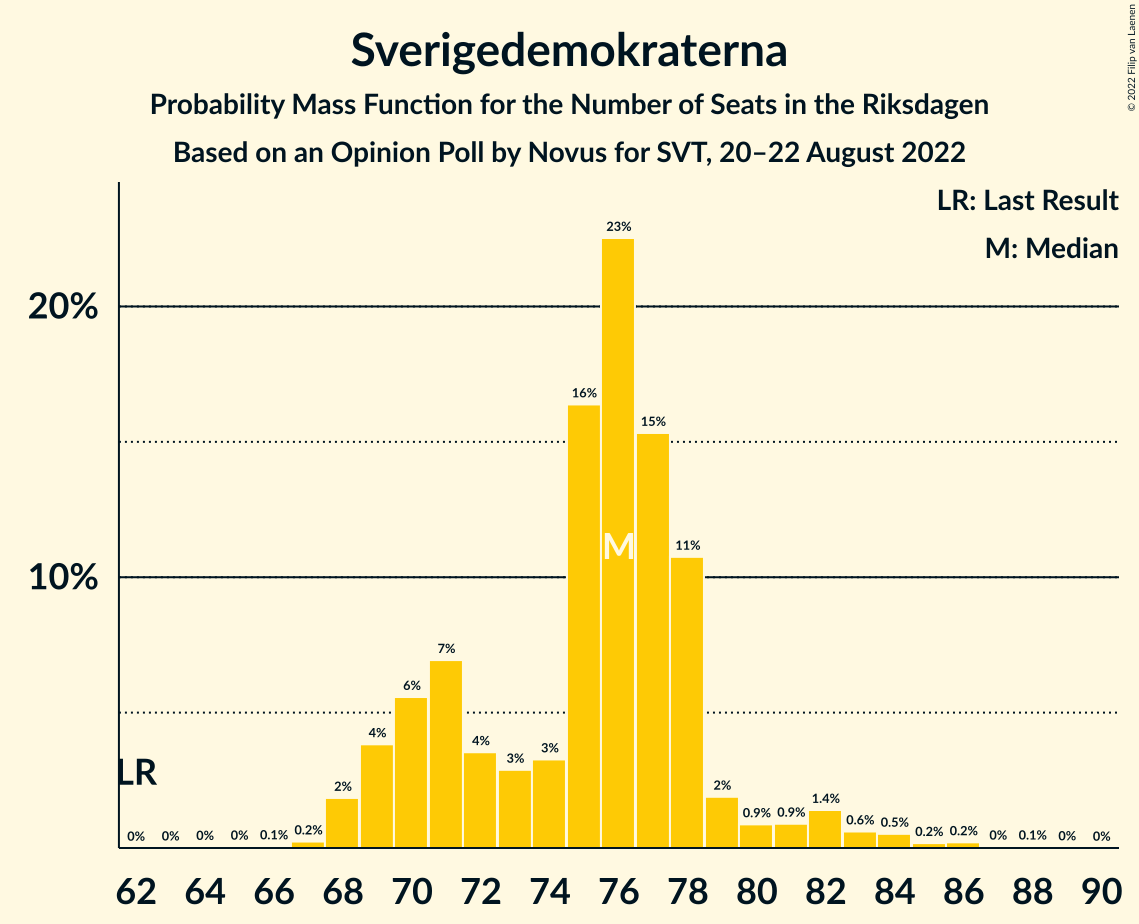 Sverigedemokraterna
Probability Mass Function for the Number of Seats in the Riksdagen
Based on an Opinion Poll by Novus for SVT, 20–22 August 2022
© 2022 Filip van Laenen
LR: Last Result
M: Median
20%
10%
LR
M
0% 0% 0% 0% 0.1% 0.2% 2% 4% 6% 7% 4% 3% 3% 16% 23% 15% 11% 2% 0.9% 0.9% 1.4% 0.6% 0.5% 0.2% 0.2% 0% 0.1% 0% 0%
62 64 66 68 70 72 74 76 78 80 82 84 86 88 90